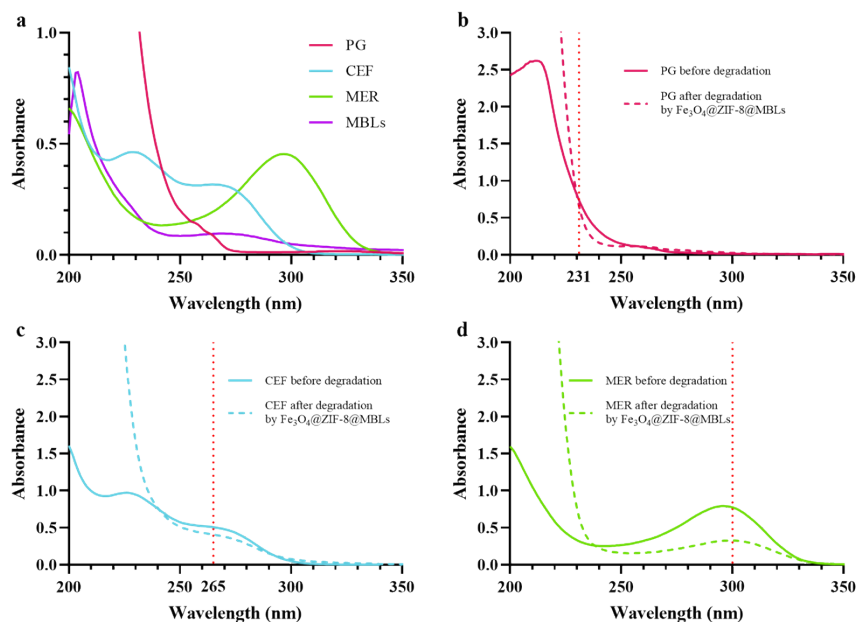 a
1.0
0.5
0.0
200
250
300
350
Absorbance
Wavelength (nm)
PG
CEF
MER
MBLs
b
3.0
2.5
2.0
1.5
1.0
0.5
0.0
200
231
250
300
350
Absorbance
Wavelength (nm)
PG before degradation
PG after degradation
by Fe₃O₄@ZIF-8@MBLs
c
3.0
2.5
2.0
1.5
1.0
0.5
0.0
200
250
265
300
350
Absorbance
Wavelength (nm)
CEF before degradation
CEF after degradation
by Fe₃O₄@ZIF-8@MBLs
d
3.0
2.5
2.0
1.5
1.0
0.5
0.0
200
250
300
350
Absorbance
Wavelength (nm)
MER before degradation
MER after degradation
by Fe₃O₄@ZIF-8@MBLs